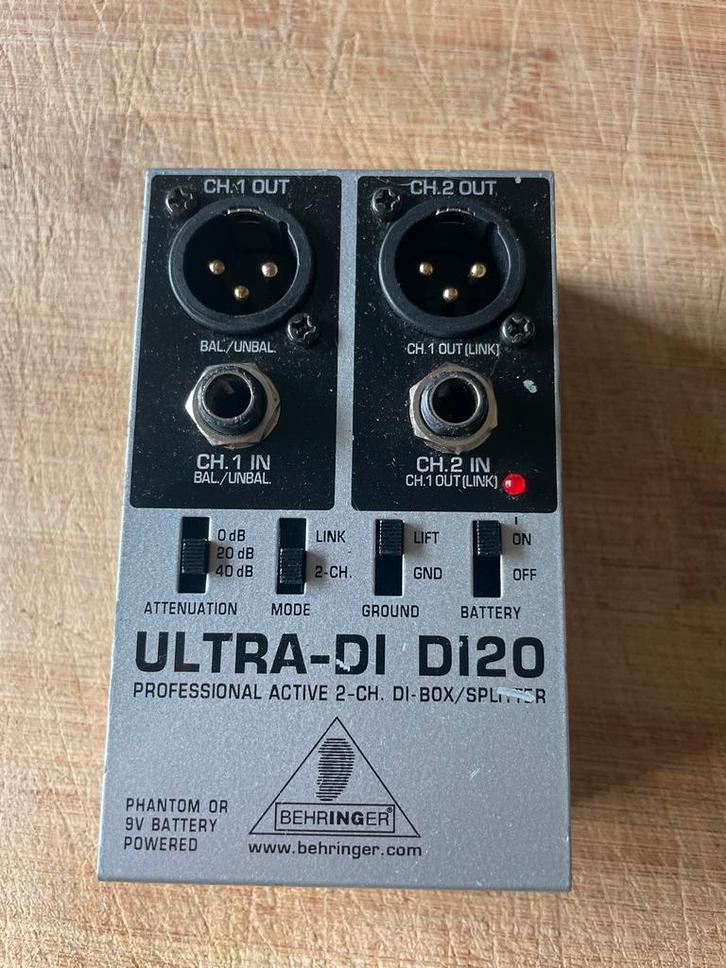 CH.1 OUT
BAL./UNBAL.
CH.1 IN
BAL./UNBAL.
CH.2 OUT
CH.1 OUT (LINK)
CH.2 IN
CH.1 OUT (LINK)
0 dB
20 dB
40 dB
ATTENUATION
LINK
2-CH.
MODE
LIFT
GND
GROUND
ON
OFF
BATTERY
ULTRA-DI DI20
PROFESSIONAL ACTIVE 2-CH. DI-BOX/SPLITTER
PHANTOM OR
9V BATTERY
POWERED
BEHRINGER®
www.behringer.com